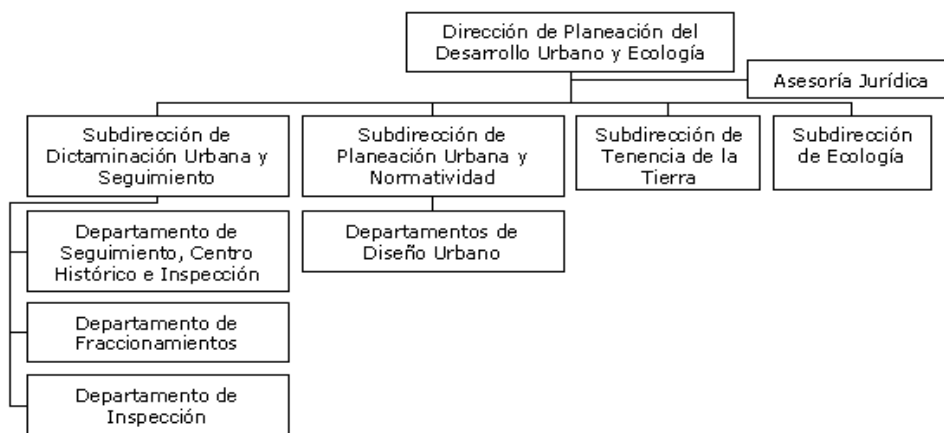 Dirección de Planeación del
Desarrollo Urbano y Ecología
Asesoría Jurídica
Subdirección de
Dictaminación Urbana y
Seguimiento
Subdirección de
Planeación Urbana y
Normatividad
Subdirección de
Tenencia de la
Tierra
Subdirección
de Ecología
Departamento de
Seguimiento, Centro
Histórico e Inspección
Departamentos de
Diseño Urbano
Departamento de
Fraccionamientos
Departamento de
Inspección